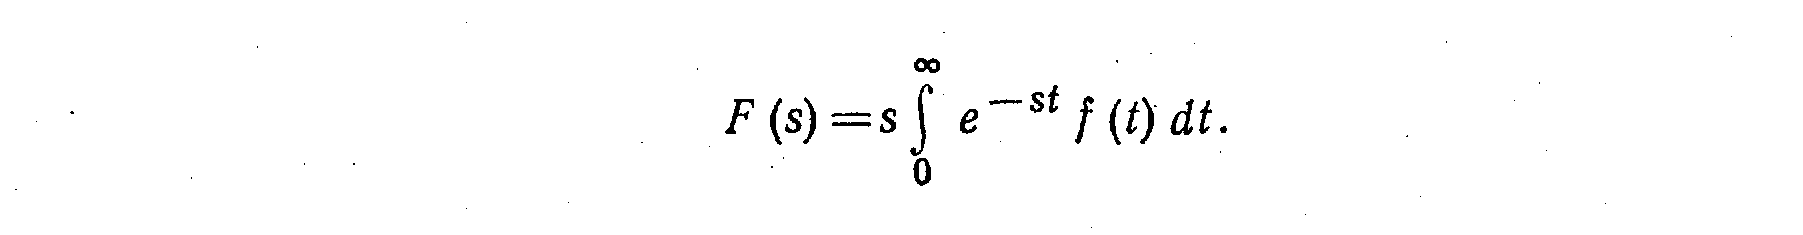 F (s) = s ∫₀^∞ e^{-st} f (t) dt.